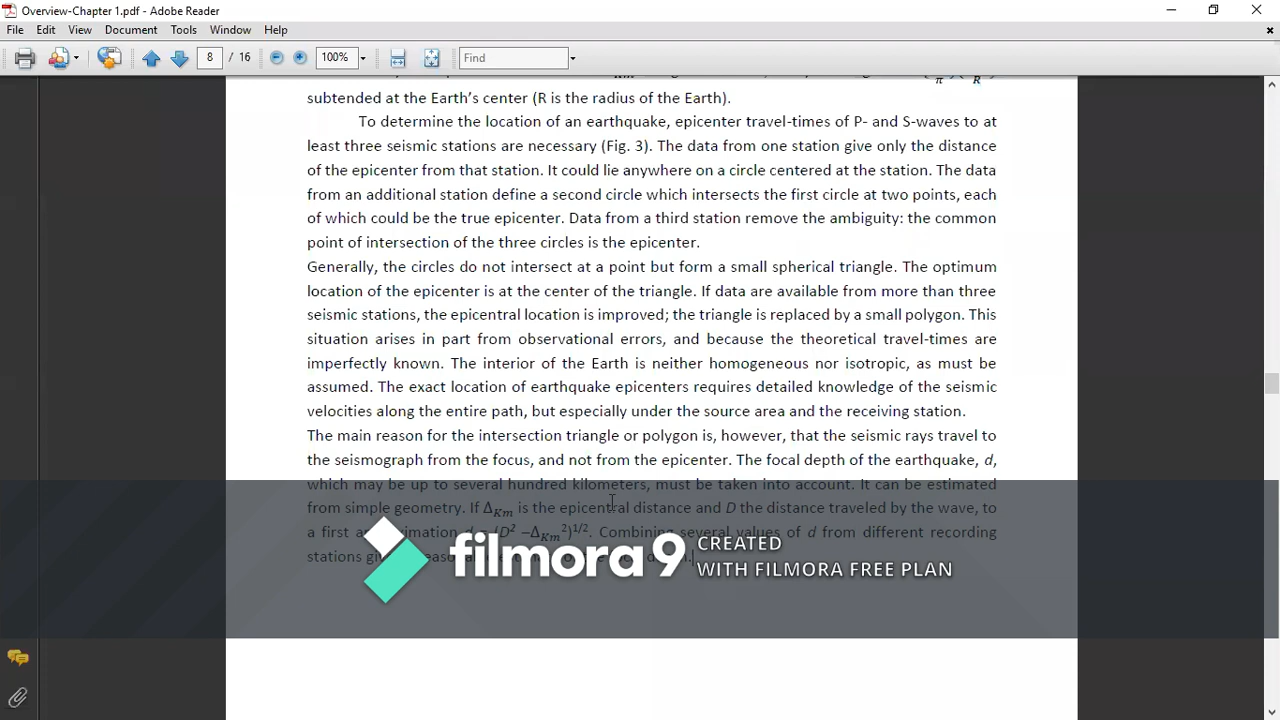 Overview-Chapter 1.pdf - Adobe Reader
File Edit View Document Tools Window Help
8 / 16 100% Find
subtended at the Earth's center (R is the radius of the Earth).
To determine the location of an earthquake, epicenter travel-times of P- and S-waves to at
least three seismic stations are necessary (Fig. 3). The data from one station give only the distance
of the epicenter from that station. It could lie anywhere on a circle centered at the station. The data
from an additional station define a second circle which intersects the first circle at two points, each
of which could be the true epicenter. Data from a third station remove the ambiguity: the common
point of intersection of the three circles is the epicenter.
Generally, the circles do not intersect at a point but form a small spherical triangle. The optimum
location of the epicenter is at the center of the triangle. If data are available from more than three
seismic stations, the epicentral location is improved; the triangle is replaced by a small polygon. This
situation arises in part from observational errors, and because the theoretical travel-times are
imperfectly known. The interior of the Earth is neither homogeneous nor isotropic, as must be
assumed. The exact location of earthquake epicenters requires detailed knowledge of the seismic
velocities along the entire path, but especially under the source area and the receiving station.
The main reason for the intersection triangle or polygon is, however, that the seismic rays travel to
the seismograph from the focus, and not from the epicenter. The focal depth of the earthquake, d,
which may be up to several hundred kilometers, must be taken into account. It can be estimated
from simple geometry. If Δ_Km is the epicentral distance and D the distance traveled by the wave, to
a first d = (D² −Δ_Km²)^1/2. Combining several values of d from different recording
stations
filmora9 CREATED
WITH FILMORA FREE PLAN